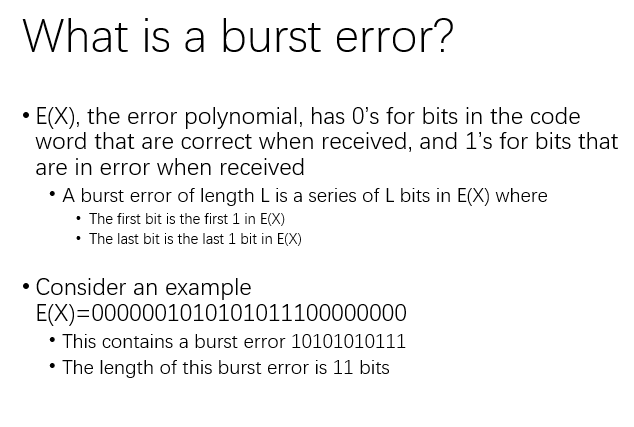 What is a burst error?
• E(X), the error polynomial, has 0's for bits in the code
word that are correct when received, and 1's for bits that
are in error when received
• A burst error of length L is a series of L bits in E(X) where
• The first bit is the first 1 in E(X)
• The last bit is the last 1 bit in E(X)
• Consider an example
E(X)=0000001010101011100000000
• This contains a burst error 10101010111
• The length of this burst error is 11 bits